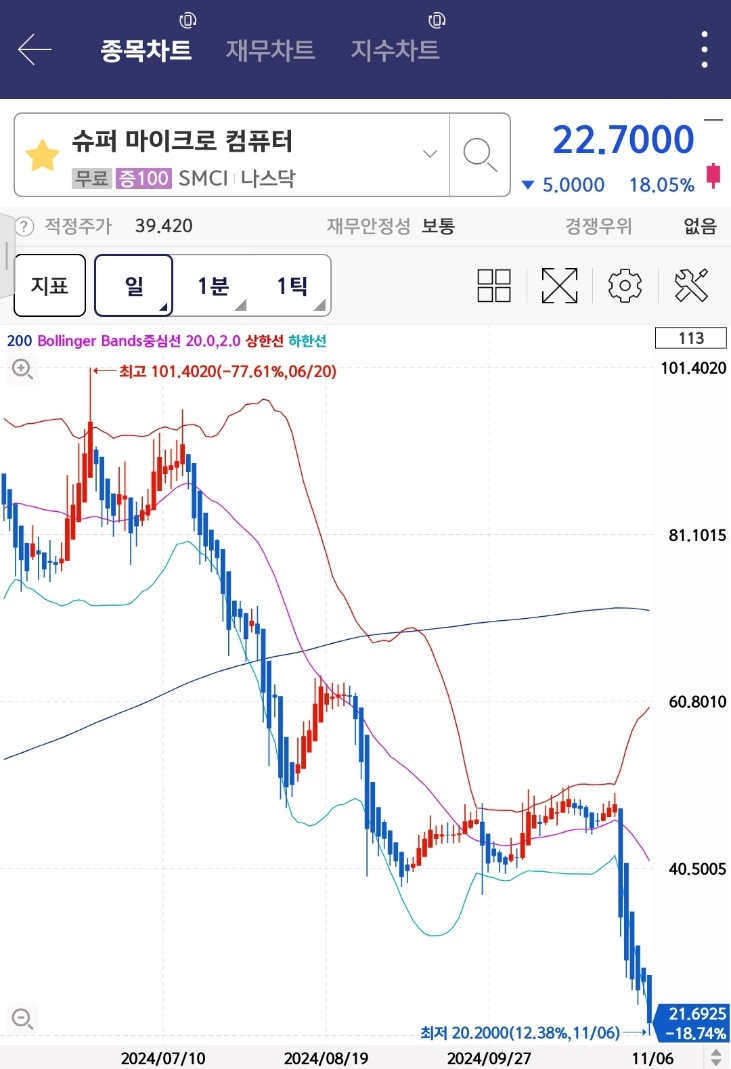 종목차트 재무차트 지수차트
슈퍼 마이크로 컴퓨터
무료 증100 SMCI 나스닥
22.7000
▼ 5.0000 18.05%
? 적정주가 39.420 재무안정성 보통 경쟁우위 없음
지표 일 1분 1틱
200 Bollinger Bands중심선 20.0,2.0 상한선 하한선
113
최고 101.4020(-77.61%,06/20)
101.4020
81.1015
60.8010
40.5005
21.6925
-18.74%
최저 20.2000(12.38%,11/06)
2024/07/10 2024/08/19 2024/09/27 11/06